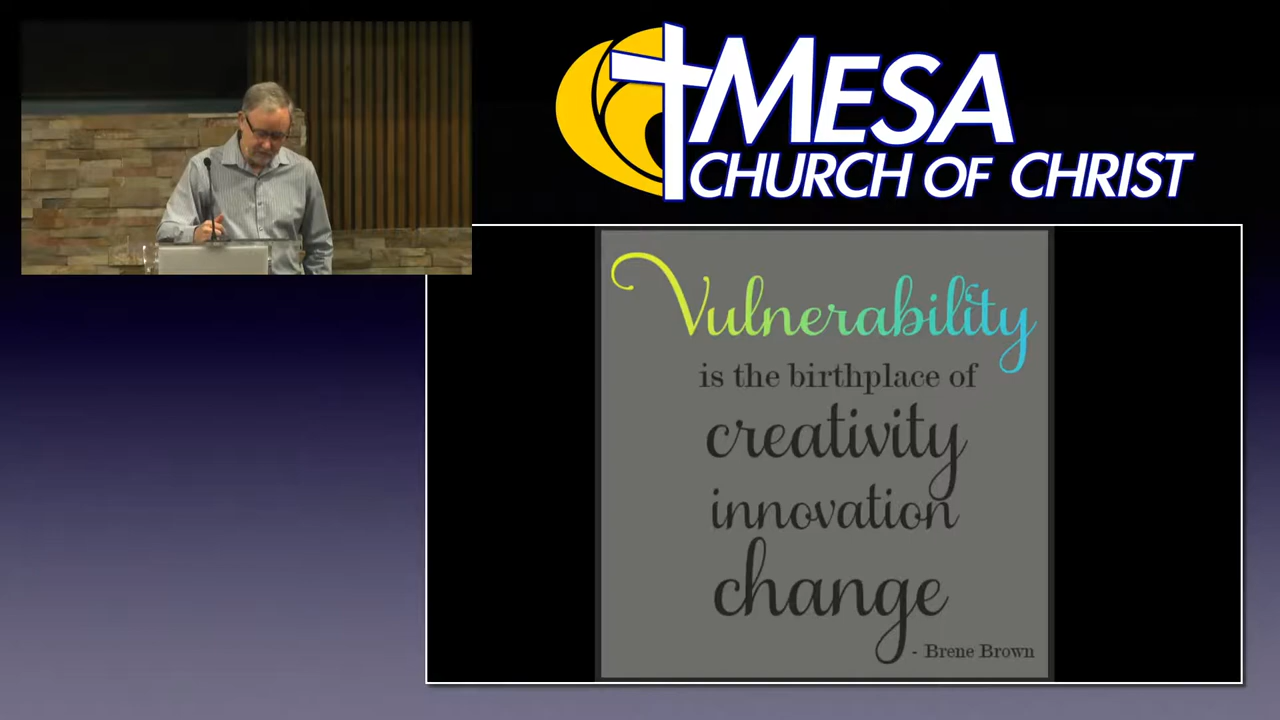 MESA
CHURCH OF CHRIST
Vulnerability
is the birthplace of
creativity
innovation
change
- Brene Brown